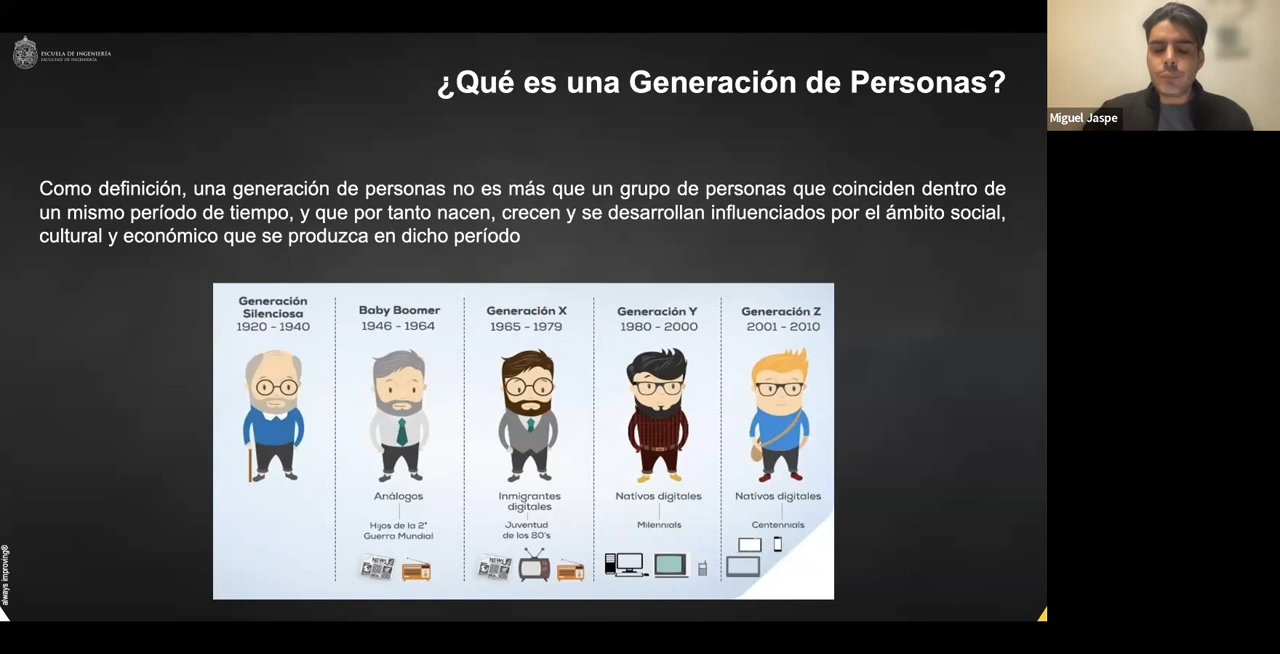 ESCUELA DE INGENIERÍA
FACULTAD DE INGENIERÍA
¿Qué es una Generación de Personas?
Miguel Jaspe
Como definición, una generación de personas no es más que un grupo de personas que coinciden dentro de
un mismo período de tiempo, y que por tanto nacen, crecen y se desarrollan influenciados por el ámbito social,
cultural y económico que se produzca en dicho período
Generación
Silenciosa
1920 - 1940
Baby Boomer
1946 - 1964
Generación X
1965 - 1979
Generación Y
1980 - 2000
Generación Z
2001 - 2010
Análogos
Hijos de la 2ª
Guerra Mundial
NEWS
Inmigrantes
digitales
Juventud
de los 80's
NEWS
Nativos digitales
Milennials
Nativos digitales
Centennials
always improving®